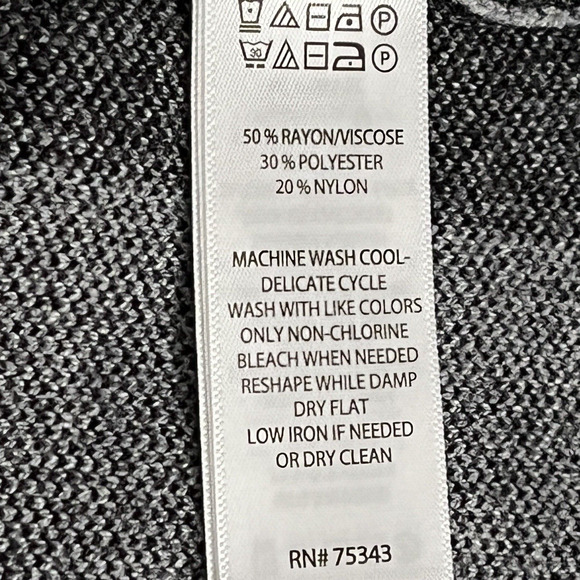 30
P
P
50 % RAYON/VISCOSE
30 % POLYESTER
20 % NYLON
MACHINE WASH COOL-
DELICATE CYCLE
WASH WITH LIKE COLORS
ONLY NON-CHLORINE
BLEACH WHEN NEEDED
RESHAPE WHILE DAMP
DRY FLAT
LOW IRON IF NEEDED
OR DRY CLEAN
RN# 75343